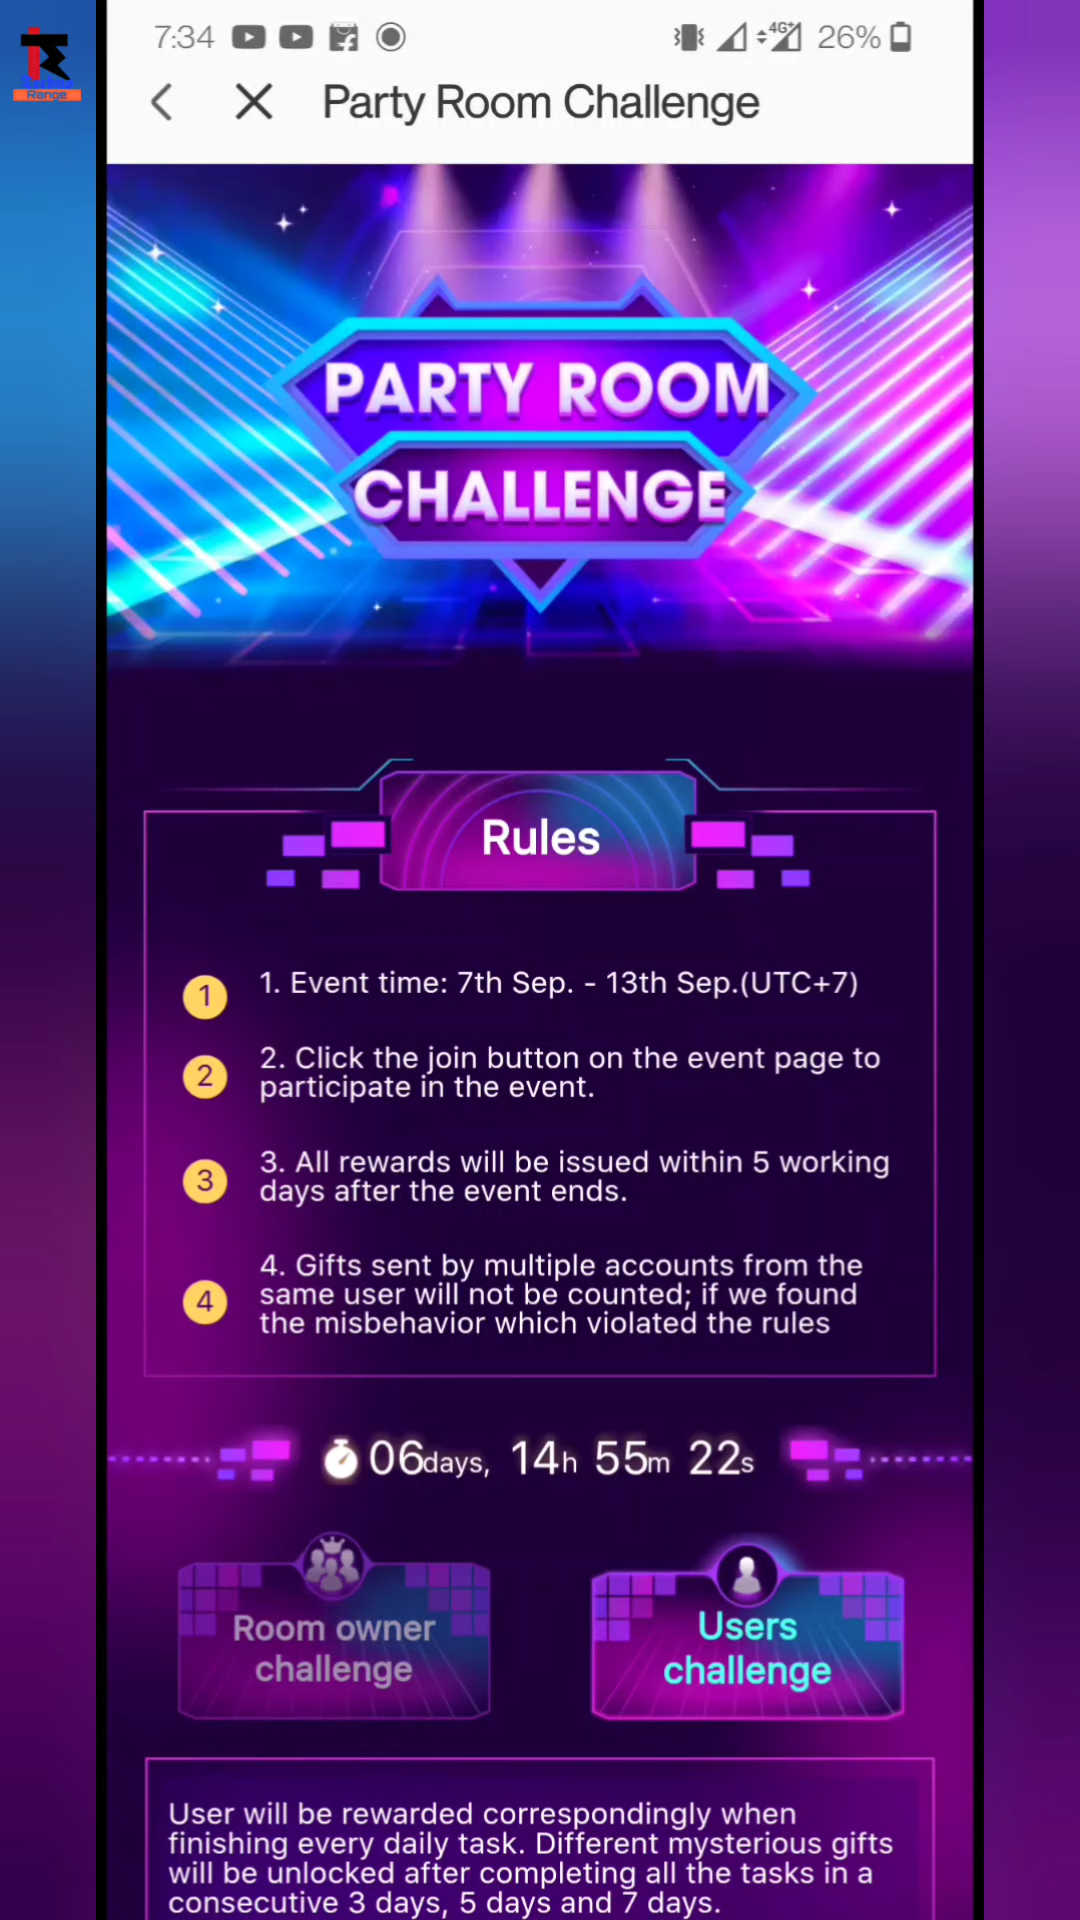 Range
7:34
4G+
26%
Party Room Challenge
PARTY ROOM
CHALLENGE
Rules
1
1. Event time: 7th Sep. - 13th Sep.(UTC+7)
2
2. Click the join button on the event page to
participate in the event.
3
3. All rewards will be issued within 5 working
days after the event ends.
4
4. Gifts sent by multiple accounts from the
same user will not be counted; if we found
the misbehavior which violated the rules
06days, 14h 55m 22s
Room owner
challenge
Users
challenge
User will be rewarded correspondingly when
finishing every daily task. Different mysterious gifts
will be unlocked after completing all the tasks in a
consecutive 3 days, 5 days and 7 days.